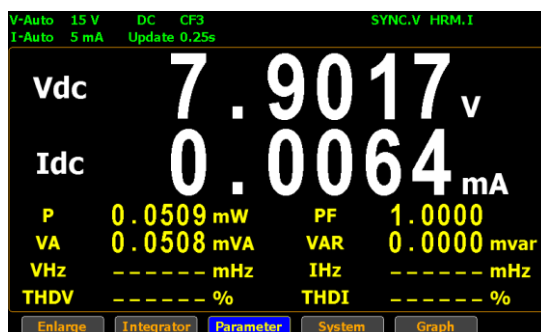 V-Auto 15 V DC CF3 SYNC.V HRM.I
I-Auto 5 mA Update 0.25s
Vdc 7.9017 V
Idc 0.0064 mA
P 0.0509 mW PF 1.0000
VA 0.0508 mVA VAR 0.0000 mvar
VHz ------ mHz IHz ------ mHz
THDV ------ % THDI ------ %
Enlarge Integrator Parameter System Graph